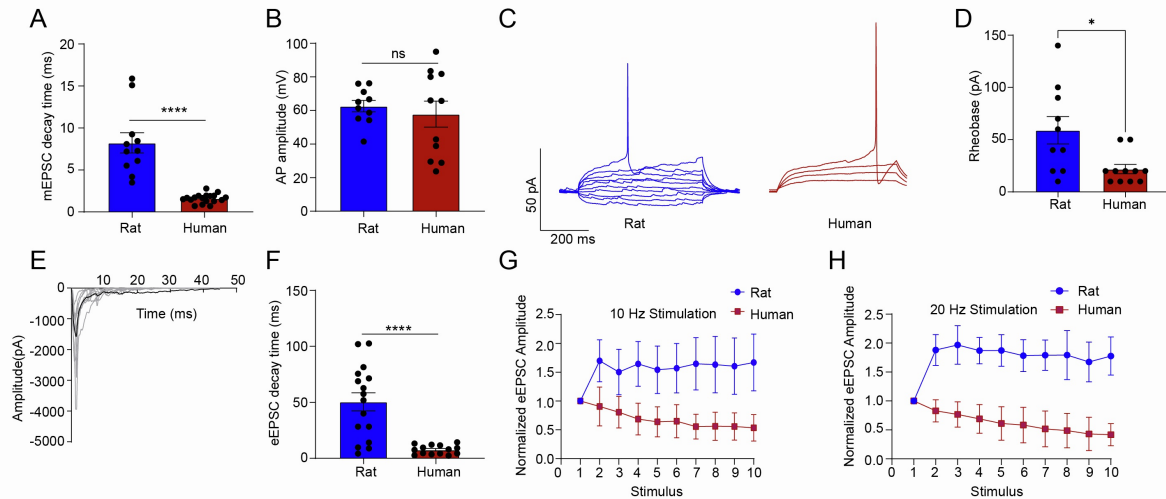 A
mEPSC decay time (ms)
20
15
10
5
0
****
Rat
Human
B
AP amplitude (mV)
100
80
60
40
20
0
ns
Rat
Human
C
50 pA
200 ms
Rat
Human
D
Rheobase (pA)
150
100
50
0
*
Rat
Human
E
10 20 30 40 50
Time (ms)
Amplitude(pA)
0
-1000
-2000
-3000
-4000
-5000
F
eEPSC decay time (ms)
150
100
50
0
****
Rat
Human
G
Rat
Human
10 Hz Stimulation
Normalized eEPSC Amplitude
2.5
2.0
1.5
1.0
0.5
0.0
0 1 2 3 4 5 6 7 8 9 10
Stimulus
H
Rat
Human
20 Hz Stimulation
Normalized eEPSC Amplitude
2.5
2.0
1.5
1.0
0.5
0.0
0 1 2 3 4 5 6 7 8 9 10
Stimulus